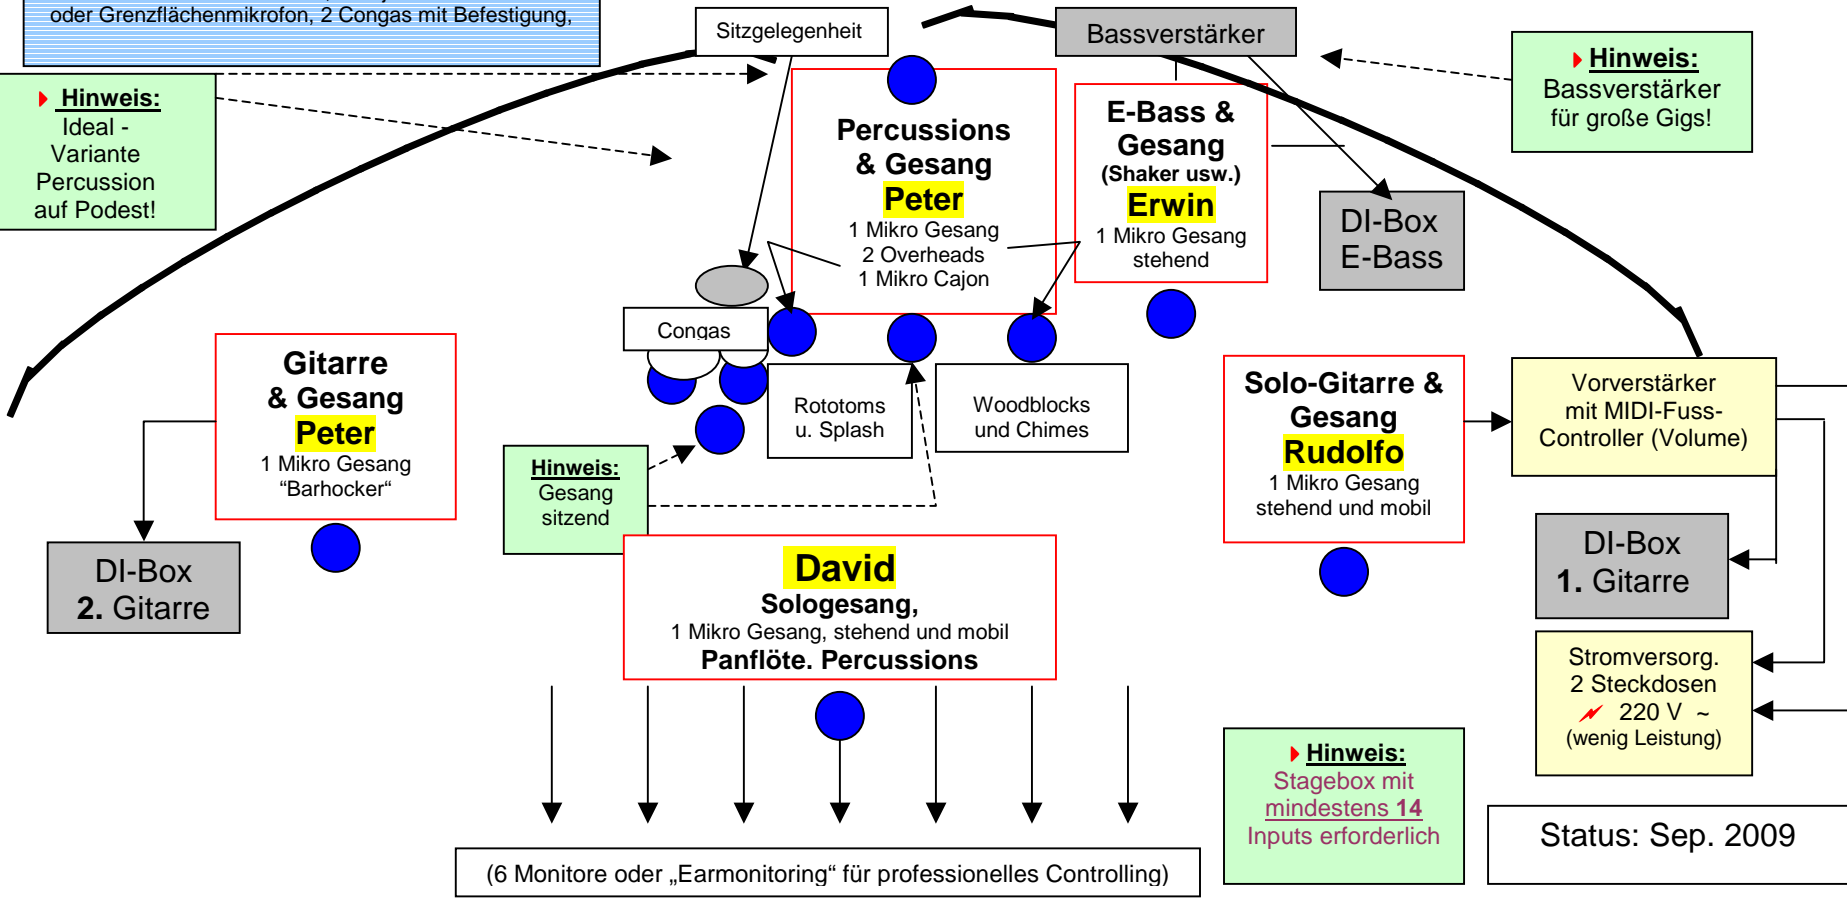 oder Grenzflächenmikrofon, 2 Congas mit Befestigung,
Sitzgelegenheit
Bassverstärker
Hinweis:
Bassverstärker
für große Gigs!
Hinweis:
Ideal -
Variante
Percussion
auf Podest!
Percussions
& Gesang
Peter
1 Mikro Gesang
2 Overheads
1 Mikro Cajon
E-Bass &
Gesang
(Shaker usw.)
Erwin
1 Mikro Gesang
stehend
DI-Box
E-Bass
Congas
Gitarre
& Gesang
Peter
1 Mikro Gesang
“Barhocker“
Rototoms
u. Splash
Woodblocks
und Chimes
Solo-Gitarre &
Gesang
Rudolfo
1 Mikro Gesang
stehend und mobil
Vorverstärker
mit MIDI-Fuss-
Controller (Volume)
Hinweis:
Gesang
sitzend
DI-Box
2. Gitarre
David
Sologesang,
1 Mikro Gesang, stehend und mobil
Panflöte. Percussions
DI-Box
1. Gitarre
Stromversorg.
2 Steckdosen
220 V ~
(wenig Leistung)
Hinweis:
Stagebox mit
mindestens 14
Inputs erforderlich
Status: Sep. 2009
(6 Monitore oder „Earmonitoring“ für professionelles Controlling)